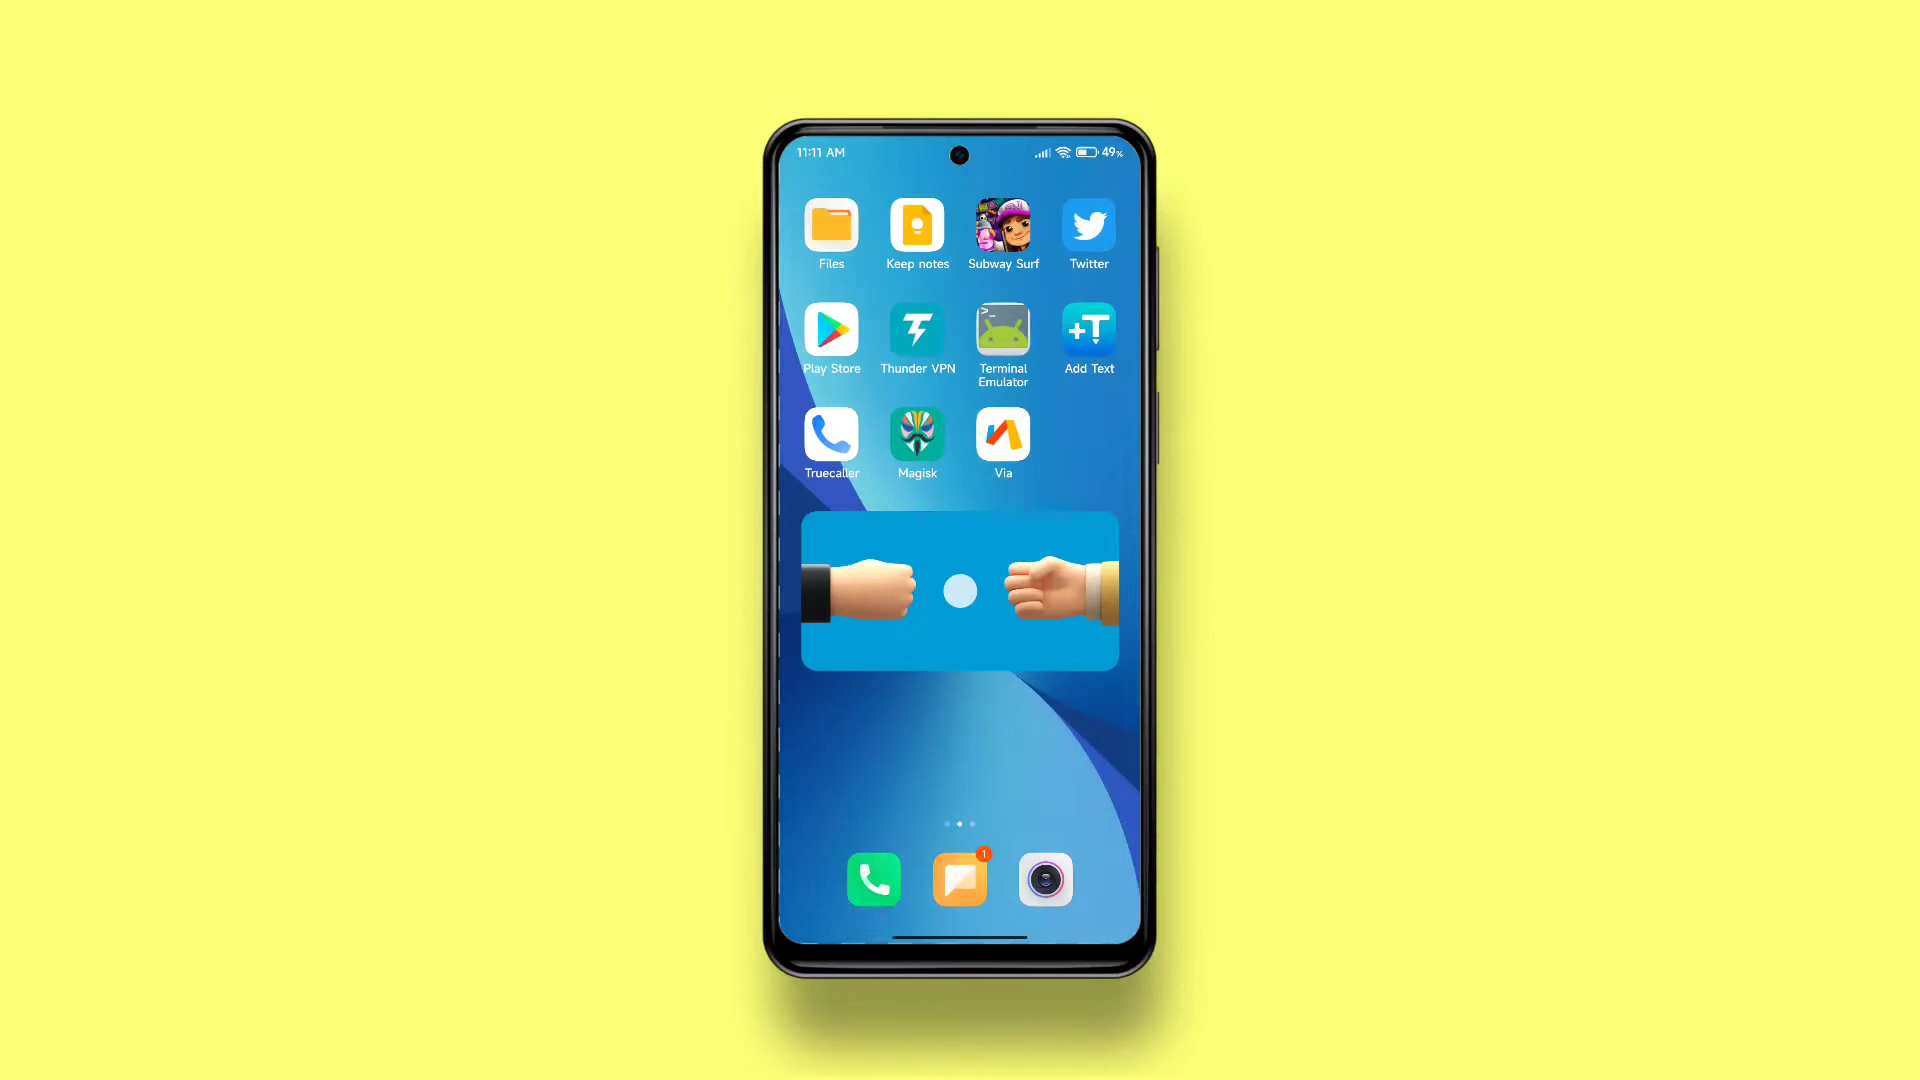 11:11 AM
49%
Files
Keep notes
Subway Surf
Twitter
>_
+T
Play Store
Thunder VPN
Terminal
Emulator
Add Text
Truecaller
Magisk
Via
1